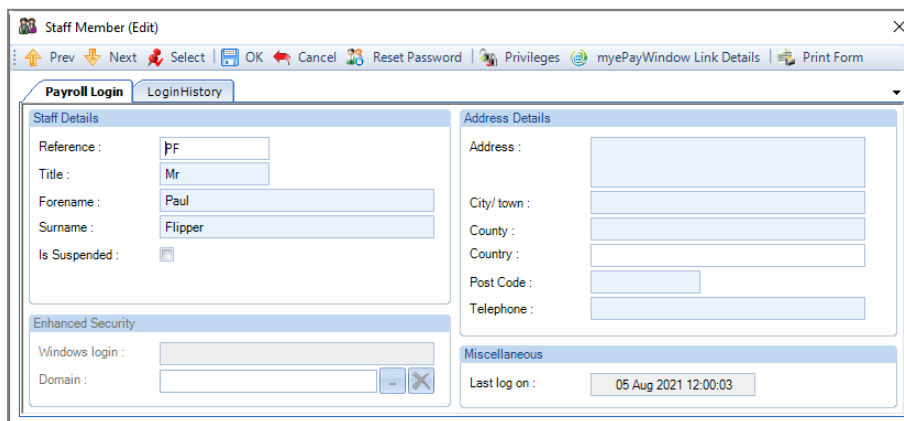 Staff Member (Edit)
Prev Next Select OK Cancel Reset Password Privileges myePayWindow Link Details Print Form
Payroll Login LoginHistory
Staff Details
Reference : PF
Title : Mr
Forename : Paul
Surname : Flipper
Is Suspended :
Enhanced Security
Windows login :
Domain : ...
Address Details
Address :
City/ town :
County :
Country :
Post Code :
Telephone :
Miscellaneous
Last log on : 05 Aug 2021 12:00:03